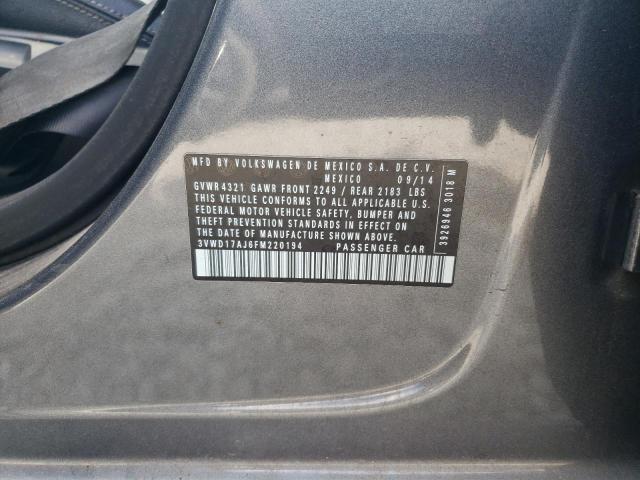 MFD BY VOLKSWAGEN DE MEXICO S.A. DE C.V.
MEXICO 09/14
GVWR 4321 GAWR FRONT 2249 / REAR 2183 LBS
THIS VEHICLE CONFORMS TO ALL APPLICABLE U.S.
FEDERAL MOTOR VEHICLE SAFETY, BUMPER AND
THEFT PREVENTION STANDARDS IN EFFECT ON
THE DATE OF MANUFACTURE SHOWN ABOVE.
3VWD17AJ6FM220194 PASSENGER CAR
3926946 3018 M